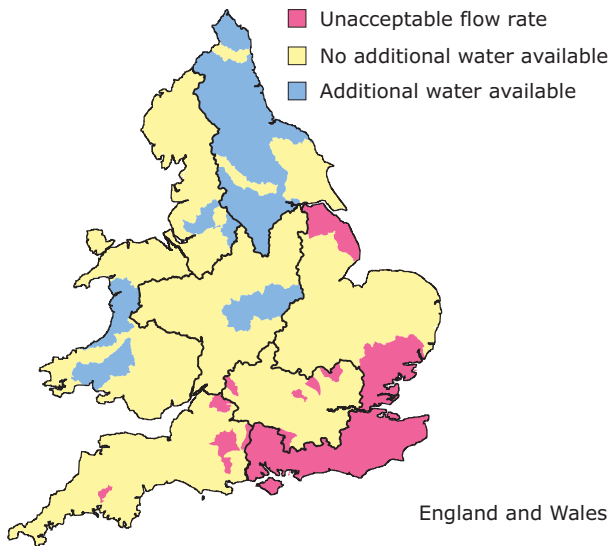 Unacceptable flow rate
No additional water available
Additional water available
England and Wales